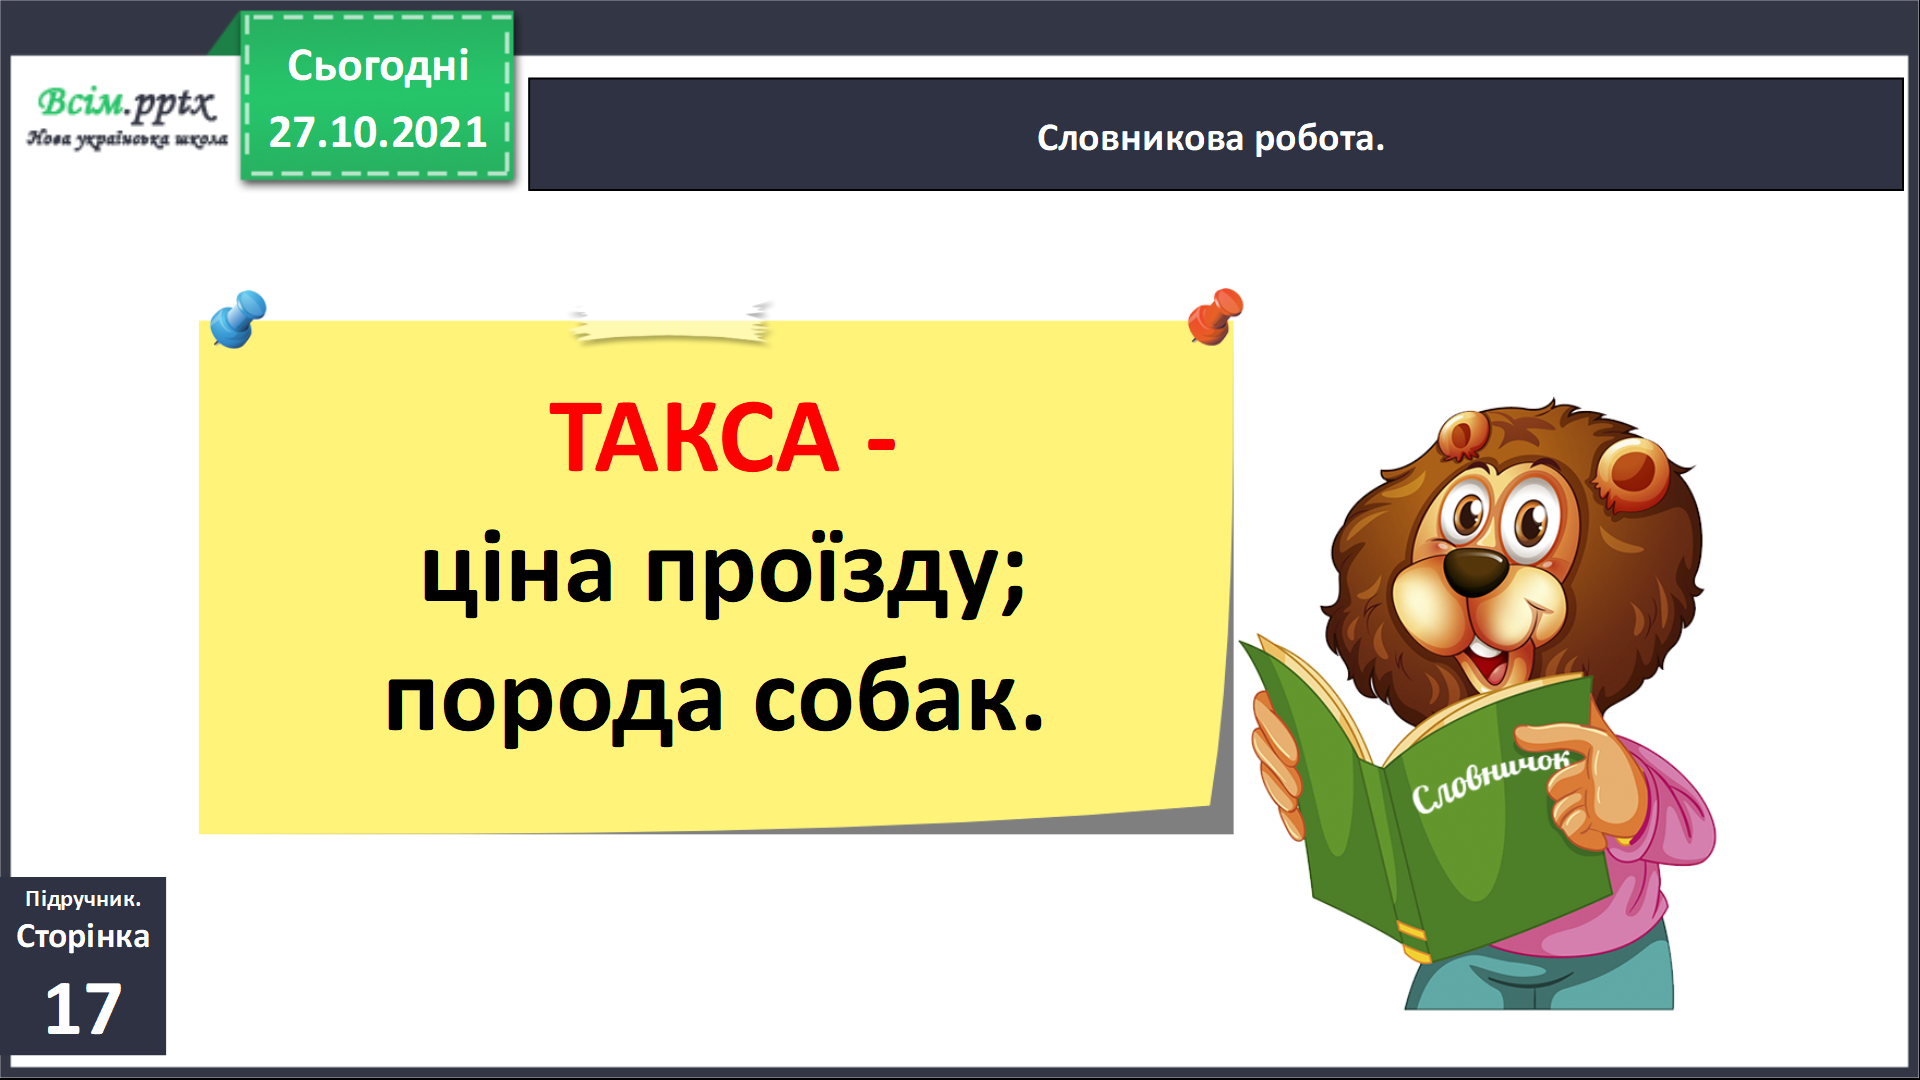 Сьогодні
27.10.2021
Всім.pptx
Нова українська школа
Словникова робота.
ТАКСА -
ціна проїзду;
порода собак.
Словничок
Підручник.
Сторінка
17